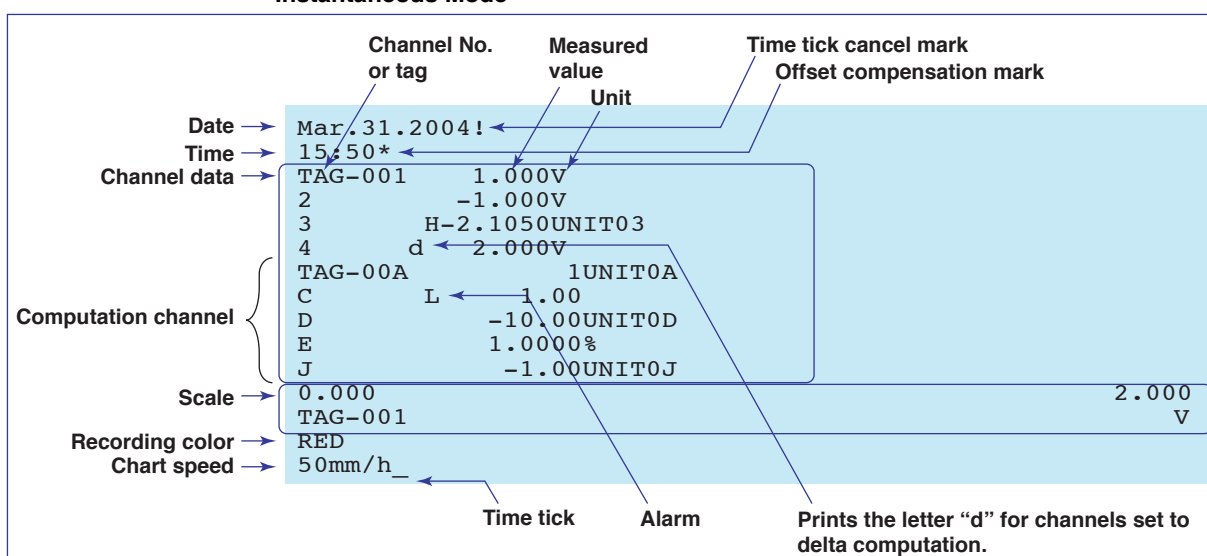 Instantaneous Mode
Channel No. or tag
Measured value
Unit
Time tick cancel mark
Offset compensation mark
Date Mar.31.2004!
Time 15:50*
Channel data TAG-001 1.000V
2 -1.000V
3 H-2.1050UNIT03
4 d 2.000V
TAG-00A 1UNIT0A
C L 1.00
Computation channel D -10.00UNIT0D
E 1.0000%
J -1.00UNIT0J
Scale 0.000 2.000
TAG-001 V
Recording color RED
Chart speed 50mm/h_
Time tick
Alarm
Prints the letter “d” for channels set to
delta computation.